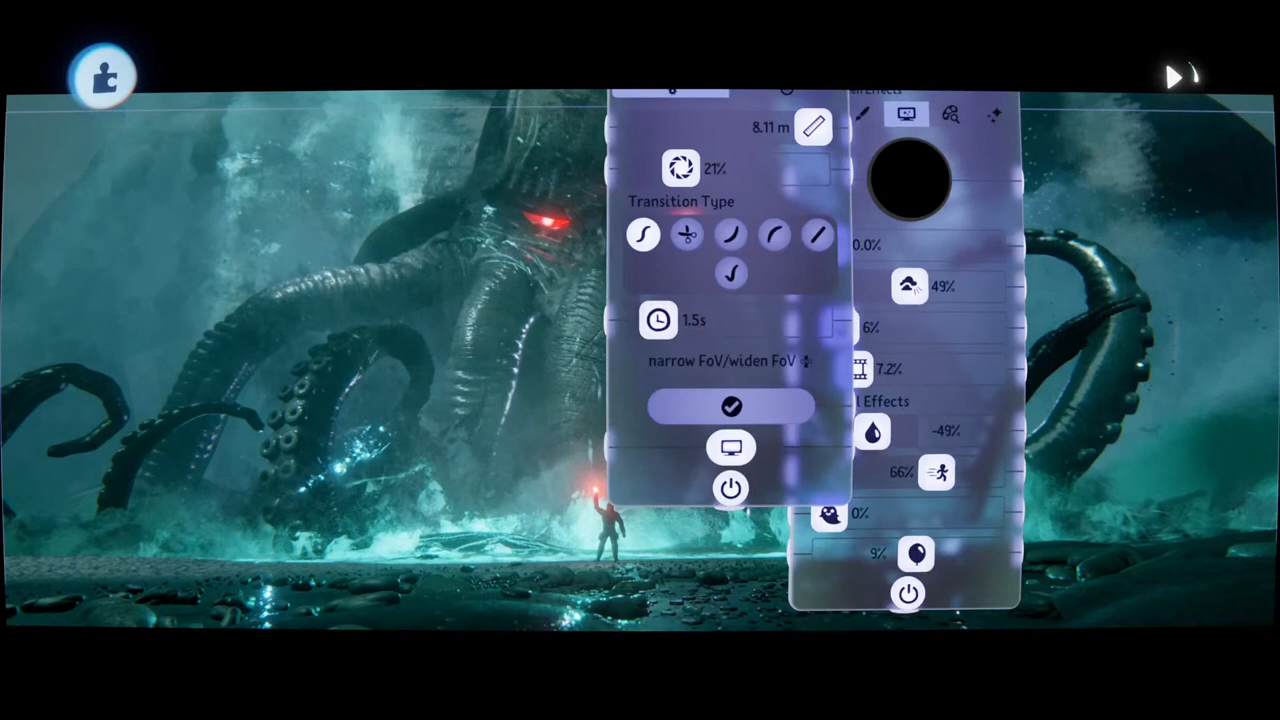 8.11 m
21%
Transition Type
1.5s
narrow FoV/widen FoV
Effects
0.0%
49%
6%
7.2%
Effects
-49%
66%
0%
9%